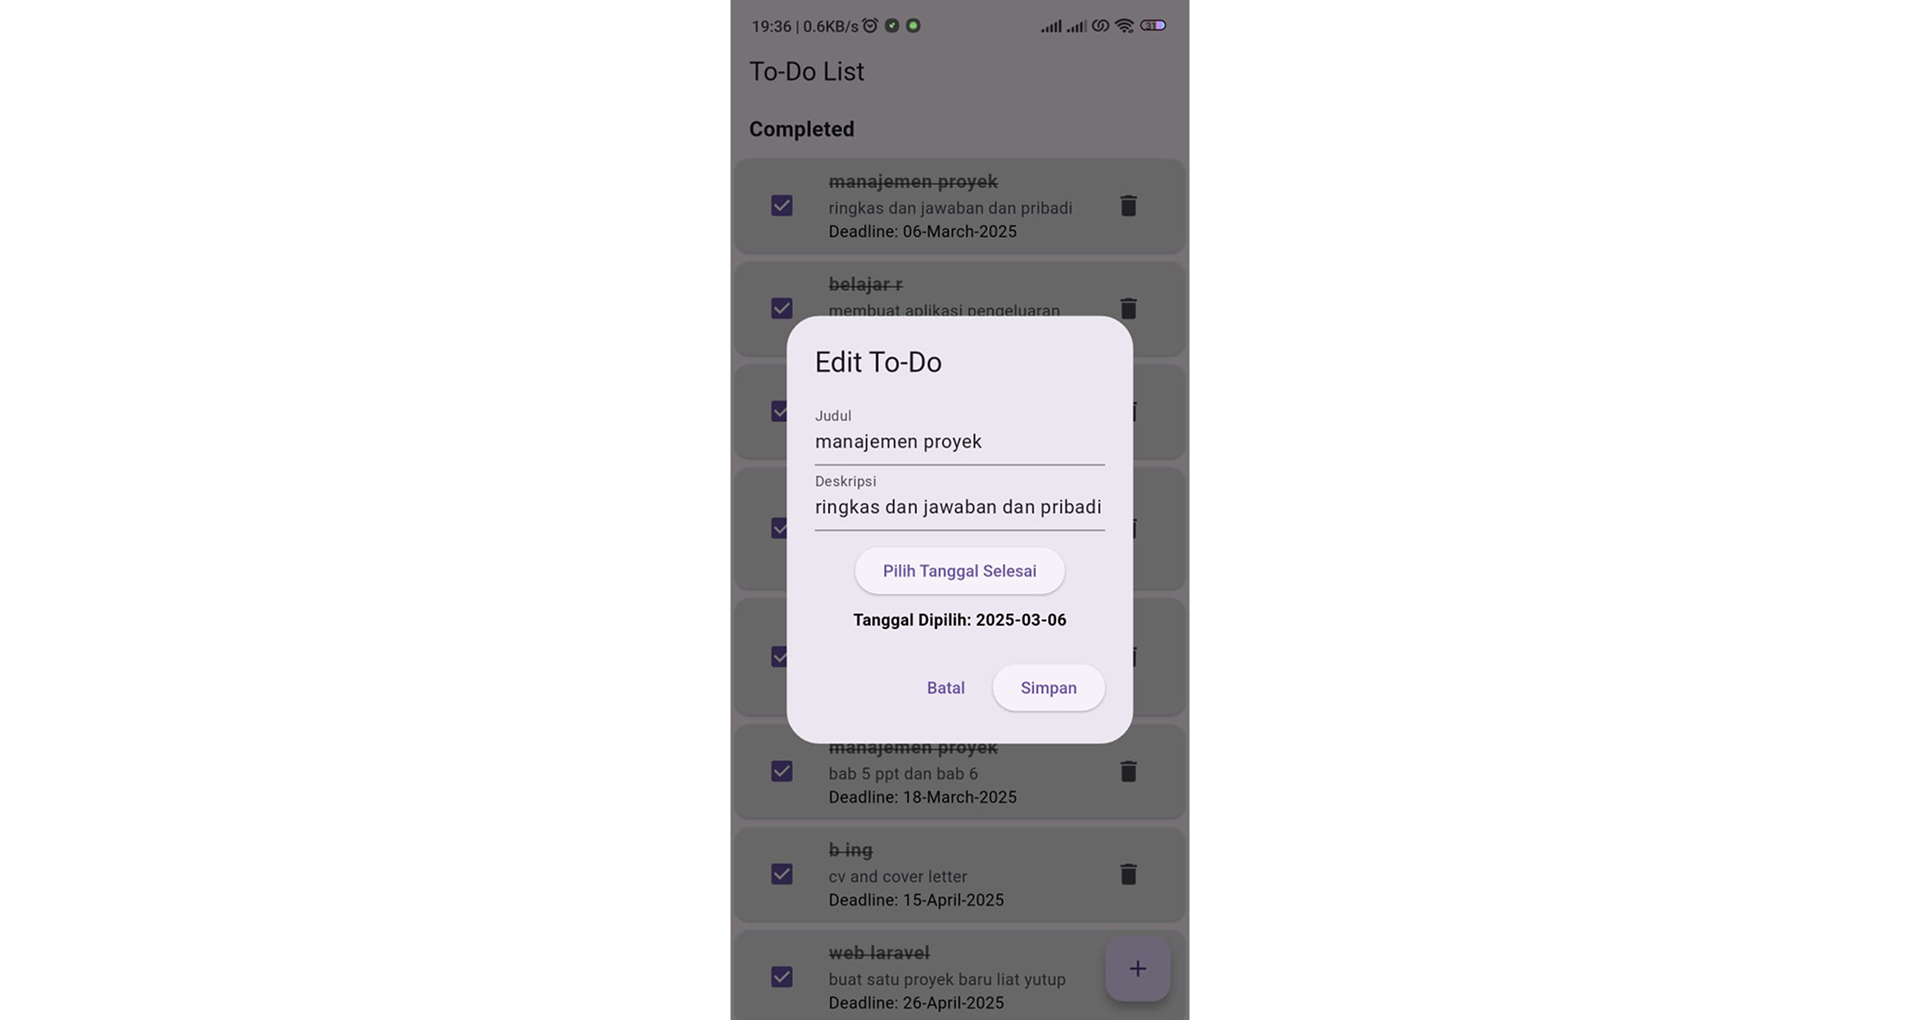 19:36 | 0.6KB/s
31
To-Do List
Completed
manajemen proyek
ringkas dan jawaban dan pribadi
Deadline: 06-March-2025
belajar r
membuat aplikasi pengeluaran
Edit To-Do
Judul
manajemen proyek
Deskripsi
ringkas dan jawaban dan pribadi
Pilih Tanggal Selesai
Tanggal Dipilih: 2025-03-06
Batal
Simpan
manajemen proyek
bab 5 ppt dan bab 6
Deadline: 18-March-2025
b ing
cv and cover letter
Deadline: 15-April-2025
web laravel
buat satu proyek baru liat yutup
Deadline: 26-April-2025